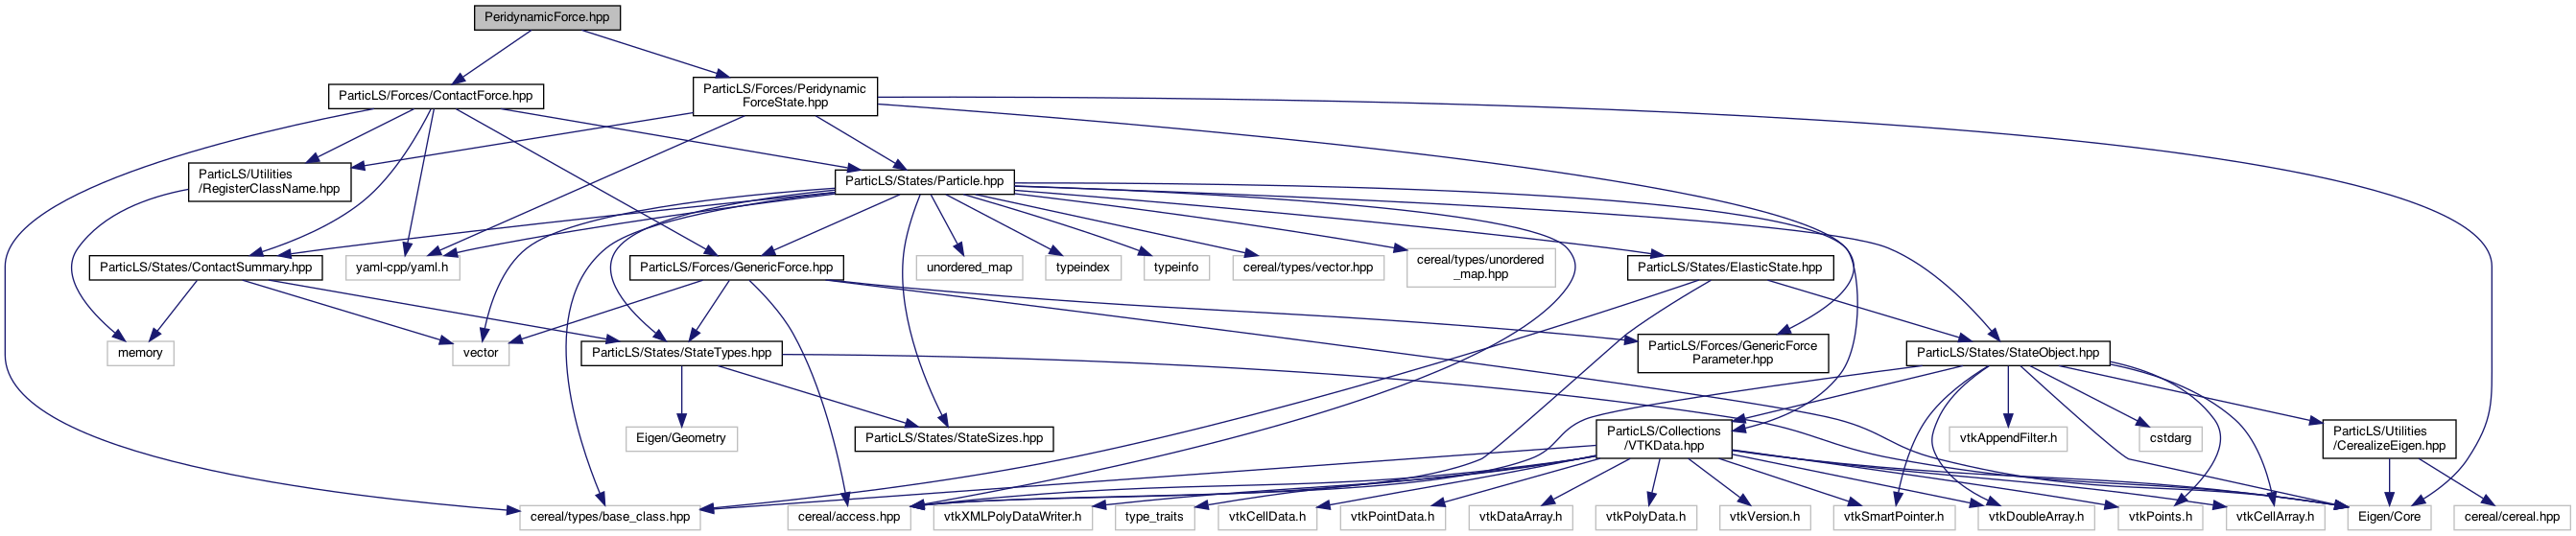 PeridynamicForce.hpp
ParticLS/Forces/ContactForce.hpp
ParticLS/Forces/Peridynamic
ForceState.hpp
ParticLS/Utilities
/RegisterClassName.hpp
ParticLS/States/Particle.hpp
ParticLS/States/ContactSummary.hpp
yaml-cpp/yaml.h
ParticLS/Forces/GenericForce.hpp
unordered_map
typeindex
typeinfo
cereal/types/vector.hpp
cereal/types/unordered
_map.hpp
ParticLS/States/ElasticState.hpp
memory
vector
ParticLS/States/StateTypes.hpp
ParticLS/Forces/GenericForce
Parameter.hpp
ParticLS/States/StateObject.hpp
Eigen/Geometry
ParticLS/States/StateSizes.hpp
ParticLS/Collections
/VTKData.hpp
vtkAppendFilter.h
cstdarg
ParticLS/Utilities
/CerealizeEigen.hpp
cereal/types/base_class.hpp
cereal/access.hpp
vtkXMLPolyDataWriter.h
type_traits
vtkCellData.h
vtkPointData.h
vtkDataArray.h
vtkPolyData.h
vtkVersion.h
vtkSmartPointer.h
vtkDoubleArray.h
vtkPoints.h
vtkCellArray.h
Eigen/Core
cereal/cereal.hpp